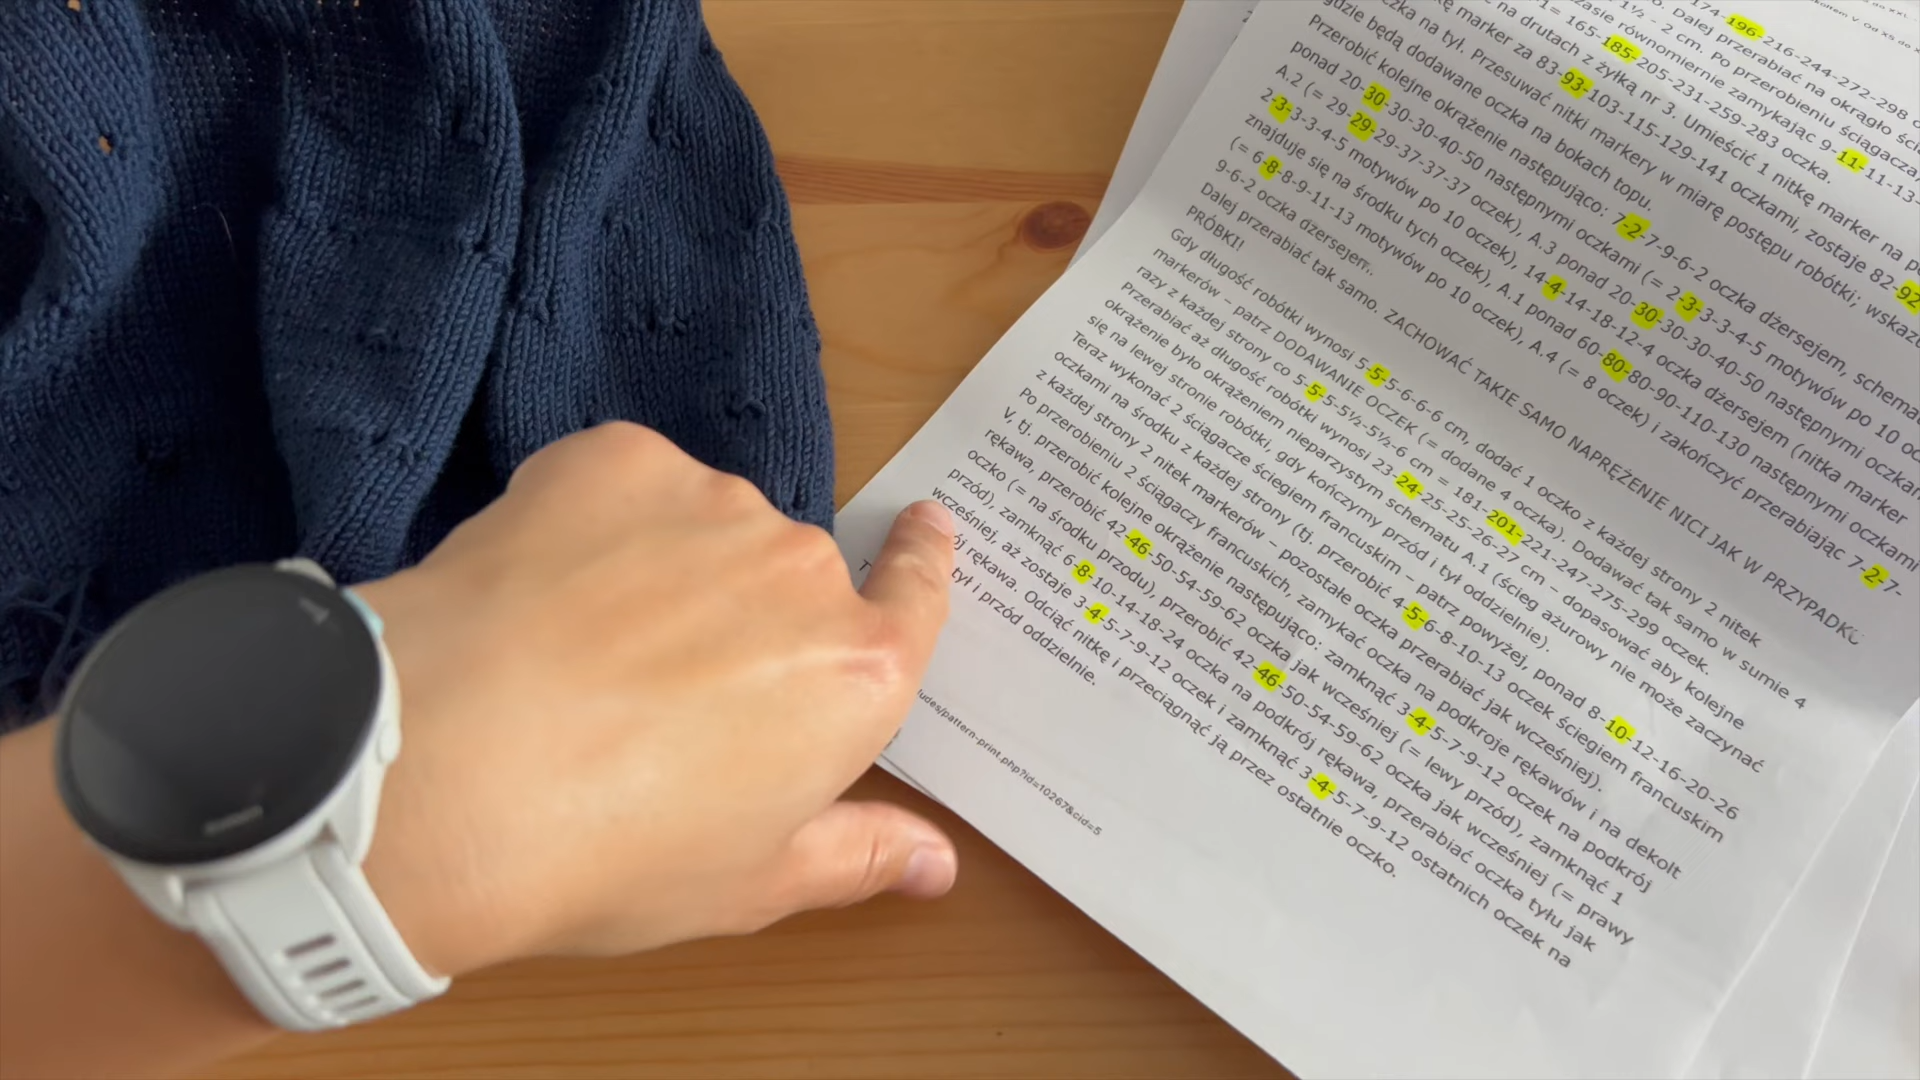 174-196-216-244-272-298
1½ - 2 cm. Po przerobieniu ściągacza,
o. Dalej przerabiać na okrągło
zasie równomiernie zamykając 9-11-11-13-
1= 165-185-205-231-259-283 oczka.
na drutach z żyłką nr 3. Umieścić 1 nitkę marker na
marker za 83-93-103-115-129-141 oczkami, zostaje 82-92
na tył. Przesuwać nitki markery w miarę postępu robótki;
gdzie będą dodawane oczka na bokach topu.
Przerobić kolejne okrążenie następująco: 7-2-7-9-6-2 oczka dżersejem,
ponad 20-30-30-30-40-50 następnymi oczkami (= 2-3-3-3-4-5 motywów po 10
A.2 (= 29-29-29-37-37-37 oczek), A.3 ponad 20-30-30-30-40-50 następnymi oczkami
2-3-3-3-4-5 motywów po 10 oczek), 14-4-14-18-12-4 oczka dżersejem (nitka marker
znajduje się na środku tych oczek), A.1 ponad 60-80-80-90-110-130 następnymi oczkami
(= 6-8-8-9-11-13 motywów po 10 oczek), A.4 (= 8 oczek) i zakończyć przerabiając 7-2-7-
9-6-2 oczka dżersejem.
Dalej przerabiać tak samo. ZACHOWAĆ TAKIE SAMO NAPRĘŻENIE NICI JAK W PRZYPADKU
PRÓBKI!
Gdy długość robótki wynosi 5-5-5-6-6-6 cm, dodać 1 oczko z każdej strony 2 nitek
markerów – patrz DODAWANIE OCZEK (= dodane 4 oczka). Dodawać tak samo w sumie 4
razy z każdej strony co 5-5-5-5½-5½-6 cm = 181-201-221-247-275-299 oczek.
Przerabiać aż długość robótki wynosi 23-24-25-25-26-27 cm – dopasować aby kolejne
okrążenie było okrążeniem nieparzystym schematu A.1 (ścieg ażurowy nie może zaczynać
się na lewej stronie robótki, gdy kończymy przód i tył oddzielnie).
Teraz wykonać 2 ściągacze ściegiem francuskim – patrz powyżej, ponad 8-10-12-16-20-26
oczkami na środku z każdej strony (tj. przerobić 4-5-6-8-10-13 oczek ściegiem francuskim
z każdej strony 2 nitek markerów – pozostałe oczka przerabiać jak wcześniej).
Po przerobieniu 2 ściągaczy francuskich, zamykać oczka na podkroje rękawów i na dekolt
V, tj. przerobić kolejne okrążenie następująco: zamknąć 3-4-5-7-9-12 oczek na podkrój
rękawa, przerobić 42-46-50-54-59-62 oczka jak wcześniej (= lewy przód), zamknąć 1
oczko (= na środku przodu), przerobić 42-46-50-54-59-62 oczka jak wcześniej (= prawy
przód), zamknąć 6-8-10-14-18-24 oczka na podkrój rękawa, przerabiać oczka tyłu jak
wcześniej, aż zostaje 3-4-5-7-9-12 oczek i zamknąć 3-4-5-7-9-12 ostatnich oczek na
rękawa. Odciąć nitkę i przeciągnąć ją przez ostatnie oczko.
tył i przód oddzielnie.
ludes/pattern-print.php?id=10267&cid=5